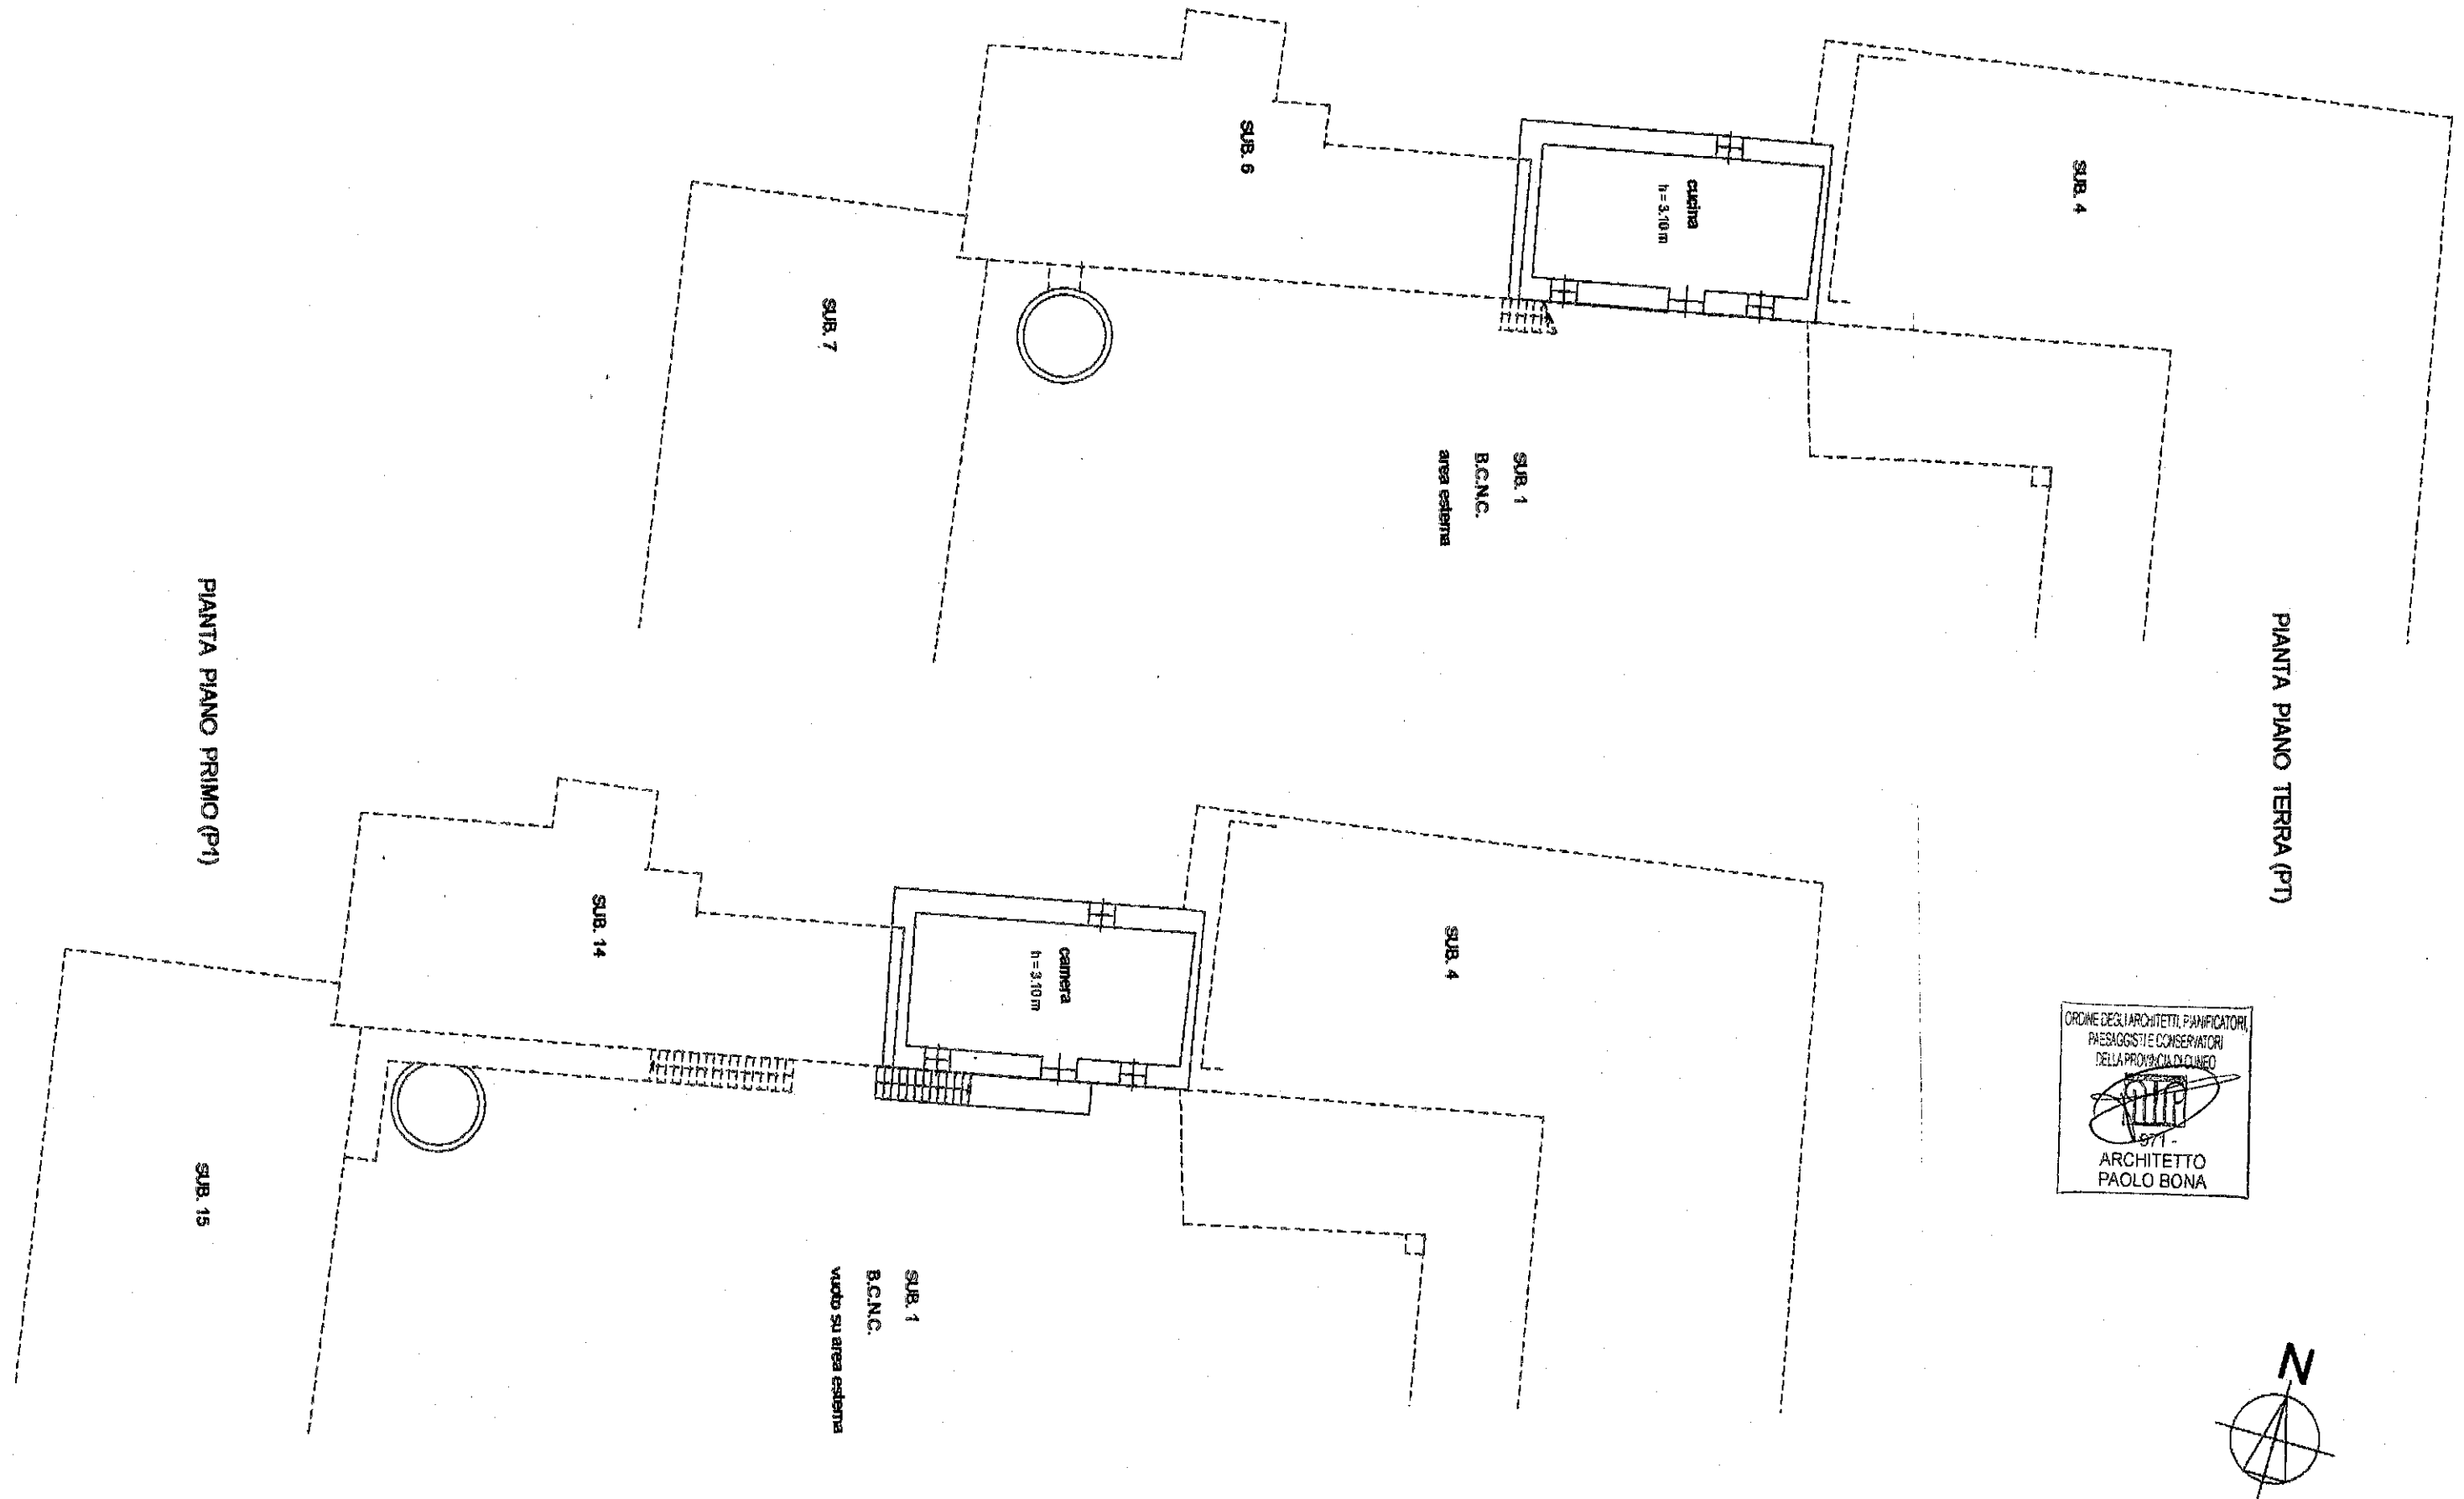 PIANTA PIANO TERRA (PT)
SUB. 4
cucina
h = 3.10 m
SUB. 6
SUB. 7
SUB. 1
B.C.N.C.
area esterna
PIANTA PIANO PRIMO (P1)
SUB. 4
camera
h = 3.10 m
SUB. 14
SUB. 15
SUB. 1
B.C.N.C.
vuoto su area esterna
ORDINE DEGLI ARCHITETTI, PIANIFICATORI,
PAESAGGISTI E CONSERVATORI
DELLA PROVINCIA DI CUNEO
971 -
ARCHITETTO
PAOLO BONA
N